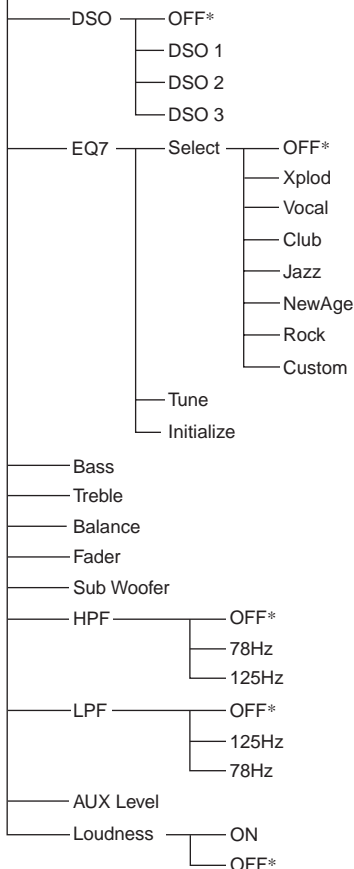 DSO OFF*
DSO 1
DSO 2
DSO 3
EQ7 Select OFF*
Xplod
Vocal
Club
Jazz
NewAge
Rock
Custom
Tune
Initialize
Bass
Treble
Balance
Fader
Sub Woofer
HPF OFF*
78Hz
125Hz
LPF OFF*
125Hz
78Hz
AUX Level
Loudness ON
OFF*